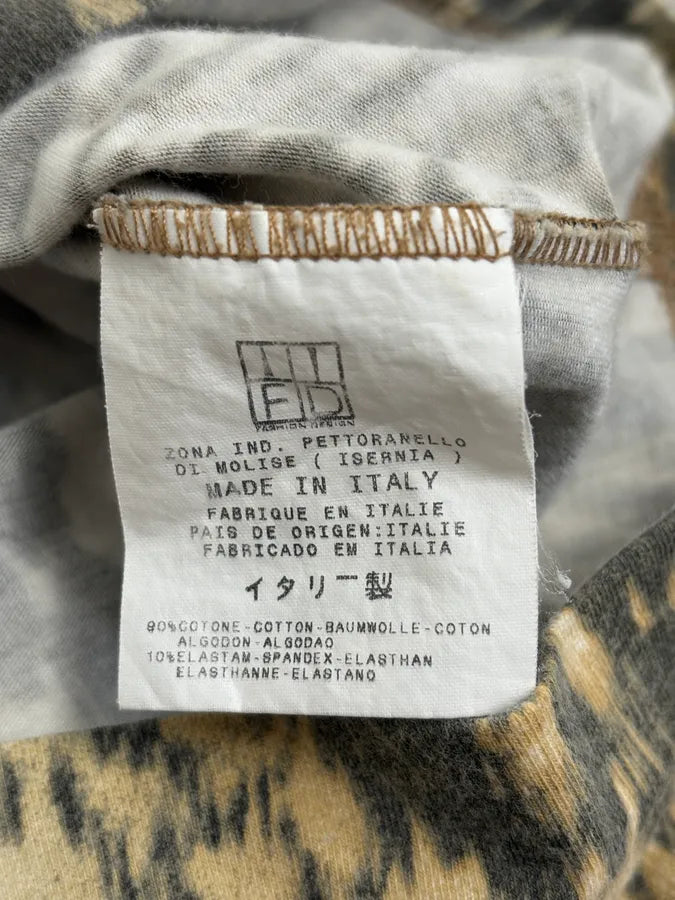 IT
FD
FASHION DESIGN
ZONA IND. PETTORANELLO
DI MOLISE ( ISERNIA )
MADE IN ITALY
FABRIQUE EN ITALIE
PAIS DE ORIGEN:ITALIE
FABRICADO EM ITALIA
イタリー製
90%COTONE-COTTON-BAUMWOLLE-COTON
ALGODON-ALGODAO
10%ELASTAM-SPANDEX-ELASTHAN
ELASTHANNE-ELASTANO